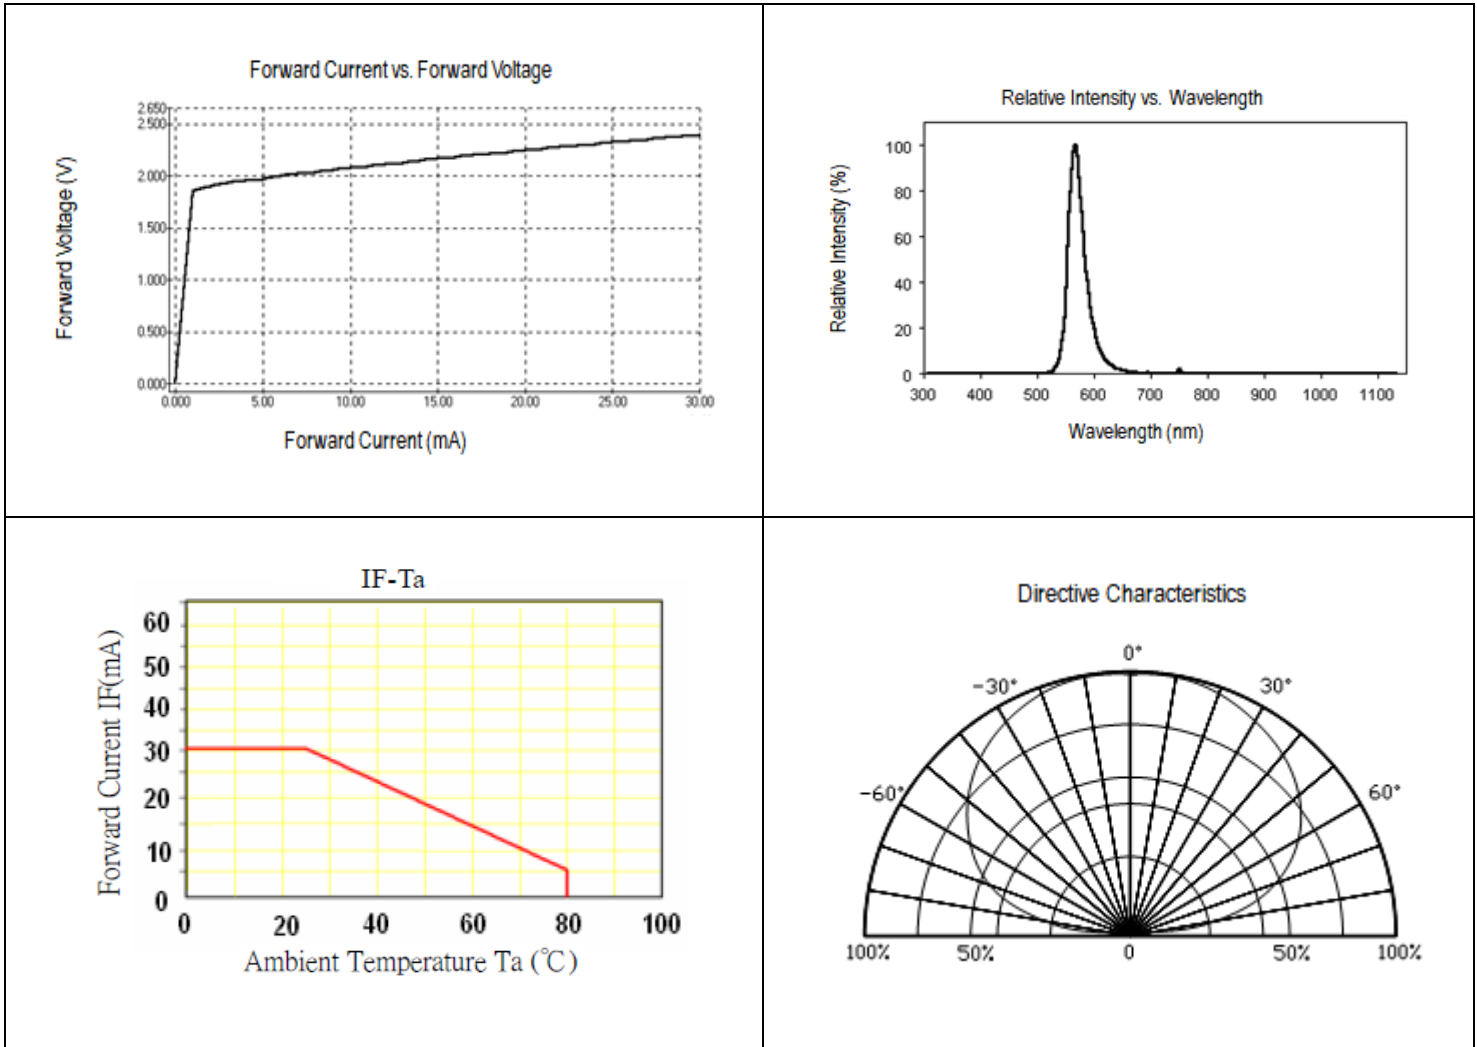 Forward Current vs. Forward Voltage
Forward Voltage (V)
2.650
2.500
2.000
1.500
1.000
0.500
0.000
0.000 5.00 10.00 15.00 20.00 25.00 30.00
Forward Current (mA)
Relative Intensity vs. Wavelength
Relative Intensity (%)
100
80
60
40
20
0
300 400 500 600 700 800 900 1000 1100
Wavelength (nm)
IF-Ta
Forward Current IF(mA)
60
50
40
30
20
10
0
0 20 40 60 80 100
Ambient Temperature Ta (℃)
Directive Characteristics
0°
-30° 30°
-60° 60°
100% 50% 0 50% 100%